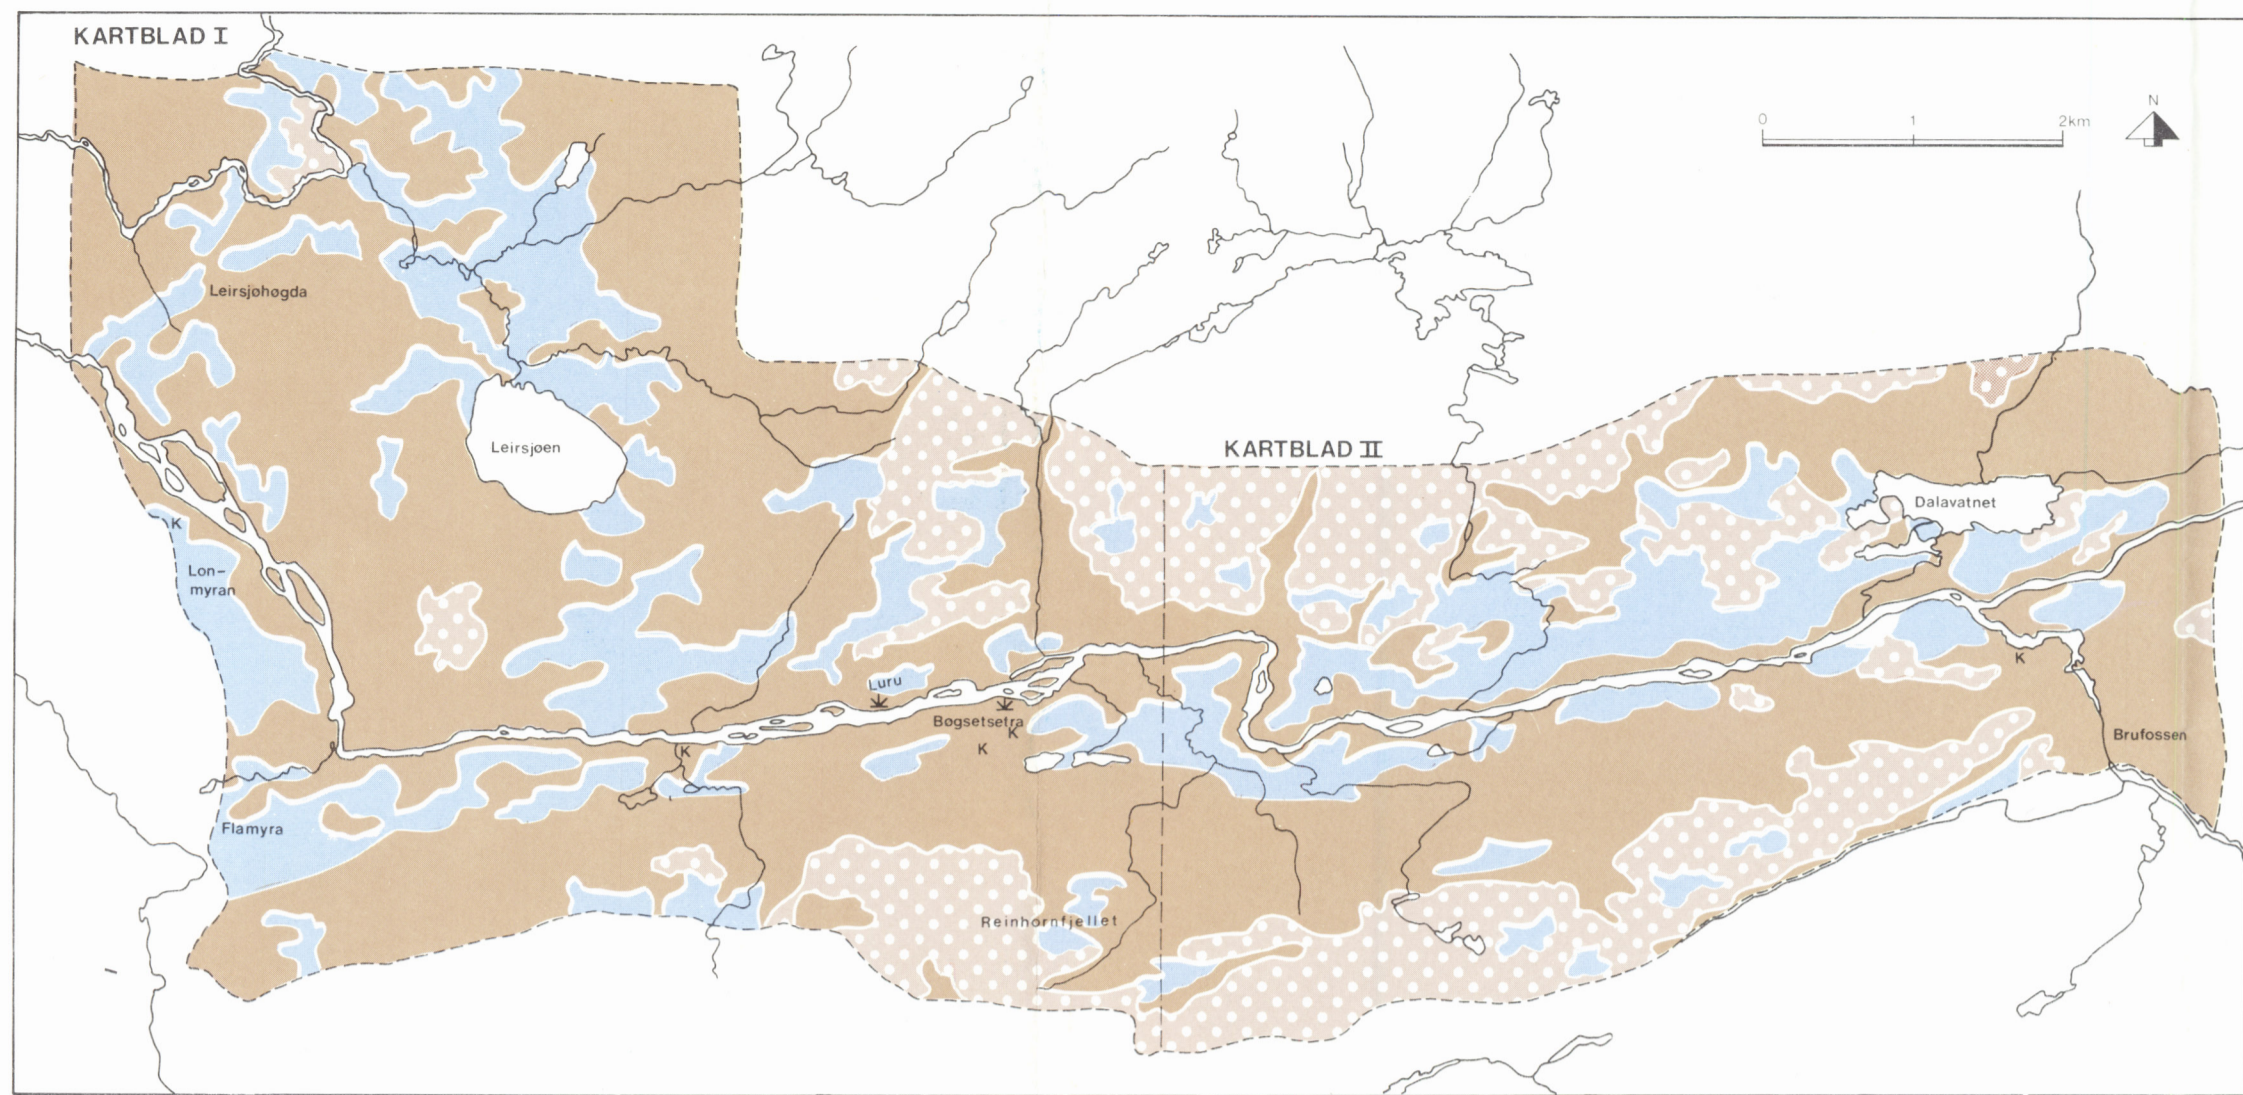 KARTBLAD I
N
0 1 2km
Leirsjøhøgda
Leirsjøen
KARTBLAD II
Dalavatnet
K
Lon-
myran
K
Luru
Bøgsetsetra
K
K
K
Brufossen
Flamyra
Reinhornfjellet